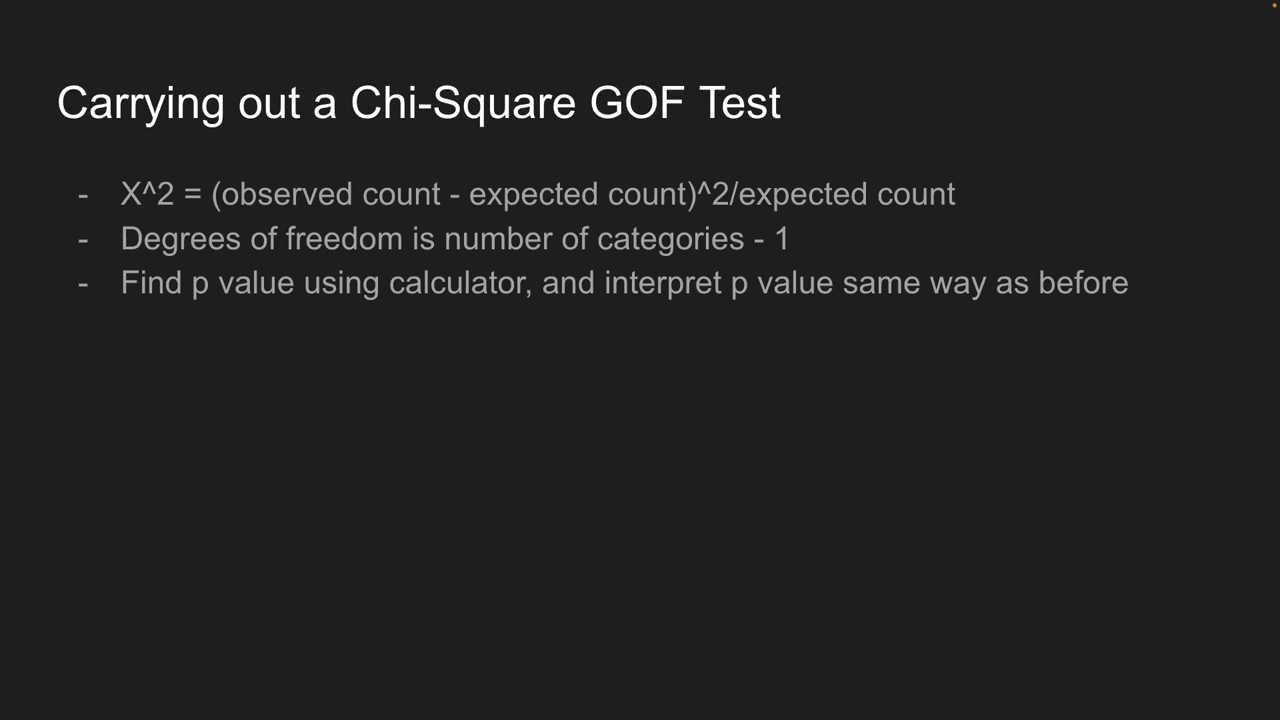 Carrying out a Chi-Square GOF Test
- X^2 = (observed count - expected count)^2/expected count
- Degrees of freedom is number of categories - 1
- Find p value using calculator, and interpret p value same way as before